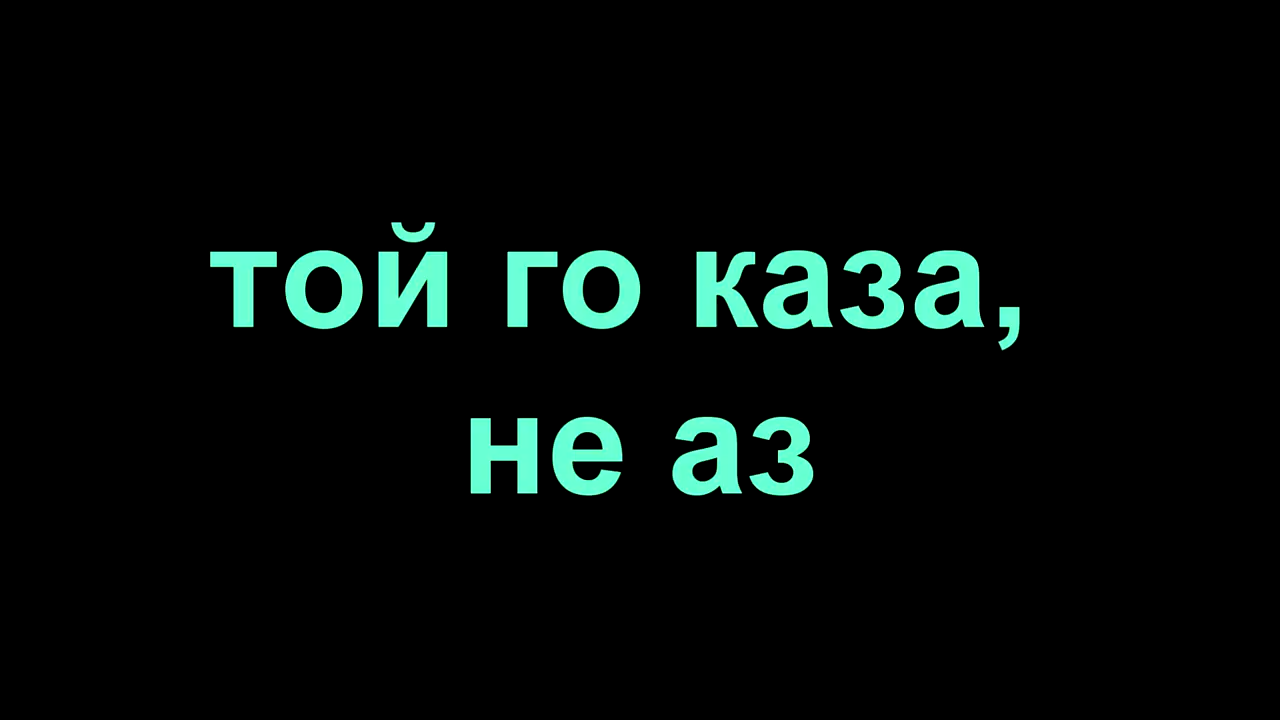 той го каза,
не аз